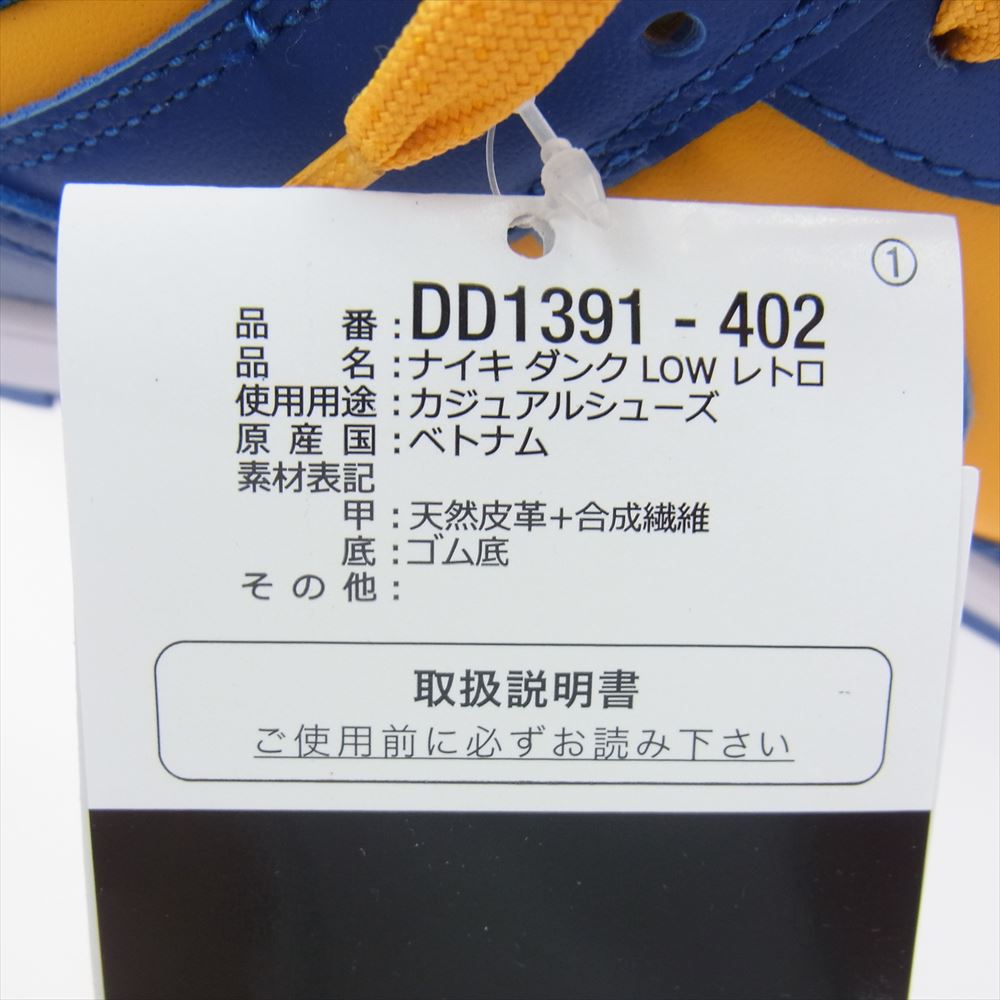 ①
品番:DD1391 - 402
品名:ナイキ ダンク LOW レトロ
使用用途:カジュアルシューズ
原産国:ベトナム
素材表記
甲:天然皮革+合成繊維
底:ゴム底
その他:
取扱説明書
ご使用前に必ずお読み下さい